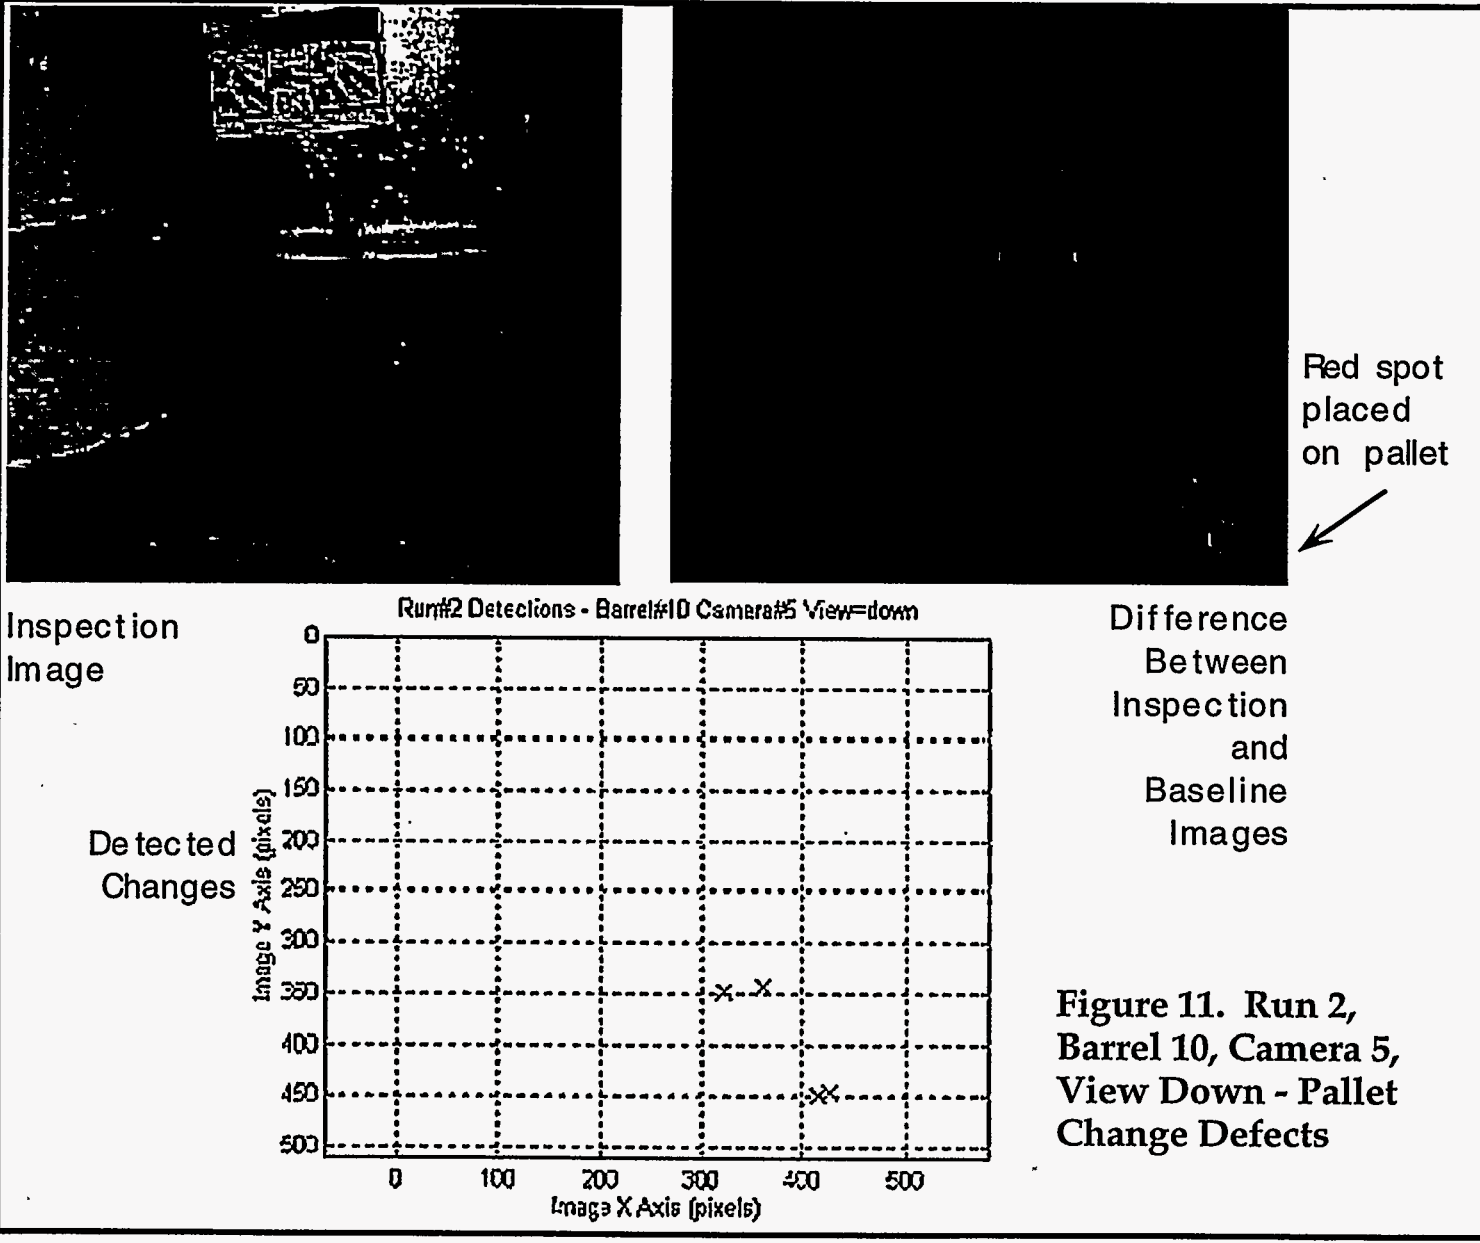 Red spot
placed
on pallet
Inspection
Image
Difference
Between
Inspection
and
Baseline
Images
Run#2 Detections - Barrel#10 Camera#5 View=down
Detected
Changes
Image Y Axis (pixels)
0
50
100
150
200
250
300
350
400
450
500
0 100 200 300 400 500
Image X Axis (pixels)
Figure 11. Run 2,
Barrel 10, Camera 5,
View Down - Pallet
Change Defects